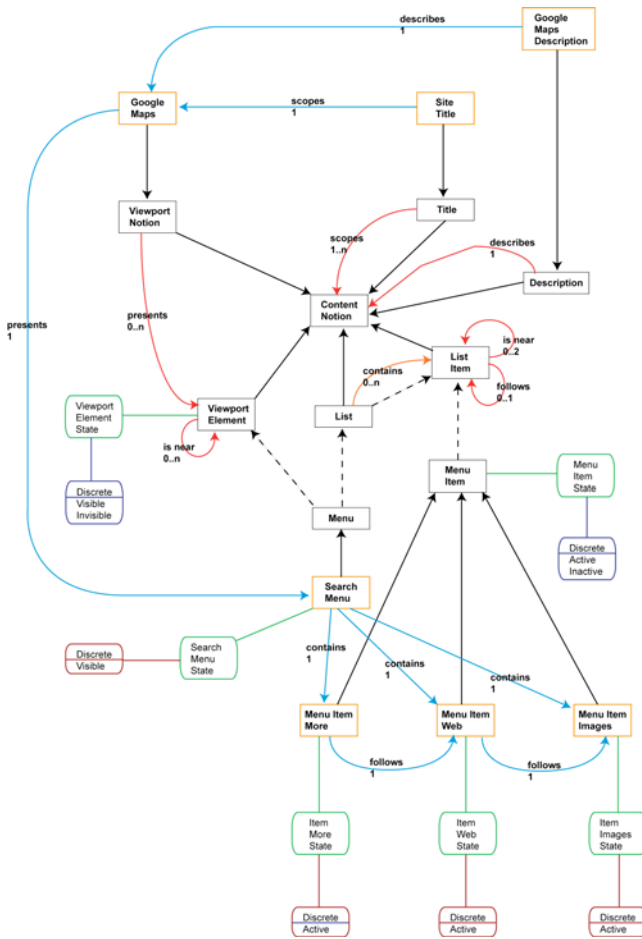 describes
1
Google
Maps
Description
Google
Maps
scopes
1
Site
Title
Viewport
Notion
Title
scopes
1..n
describes
1
Description
Content
Notion
presents
1
presents
0..n
is near
0..2
List
Item
contains
0..n
follows
0..1
Viewport
Element
State
Viewport
Element
List
is near
0..n
Menu
Item
Menu
Item
State
Discrete
Visible
Invisible
Menu
Discrete
Active
Inactive
Search
Menu
Search
Menu
State
Discrete
Visible
contains
1
contains
1
contains
1
Menu Item
More
Menu Item
Web
Menu Item
Images
follows
1
follows
1
Item
More
State
Item
Web
State
Item
Images
State
Discrete
Active
Discrete
Active
Discrete
Active